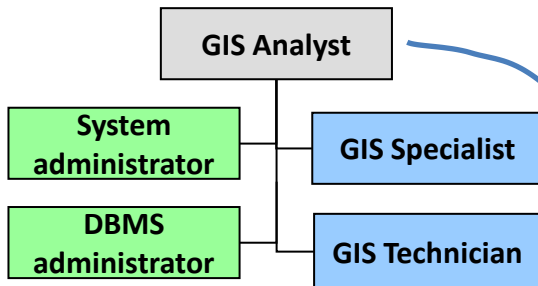 GIS Analyst
System
administrator
GIS Specialist
DBMS
administrator
GIS Technician